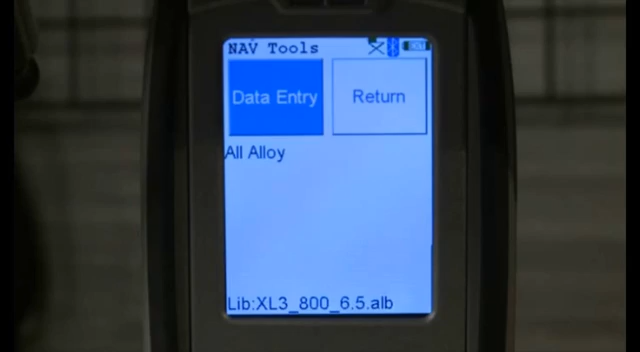 NAV Tools
Data Entry
Return
All Alloy
Lib:XL3_800_6.5.alb